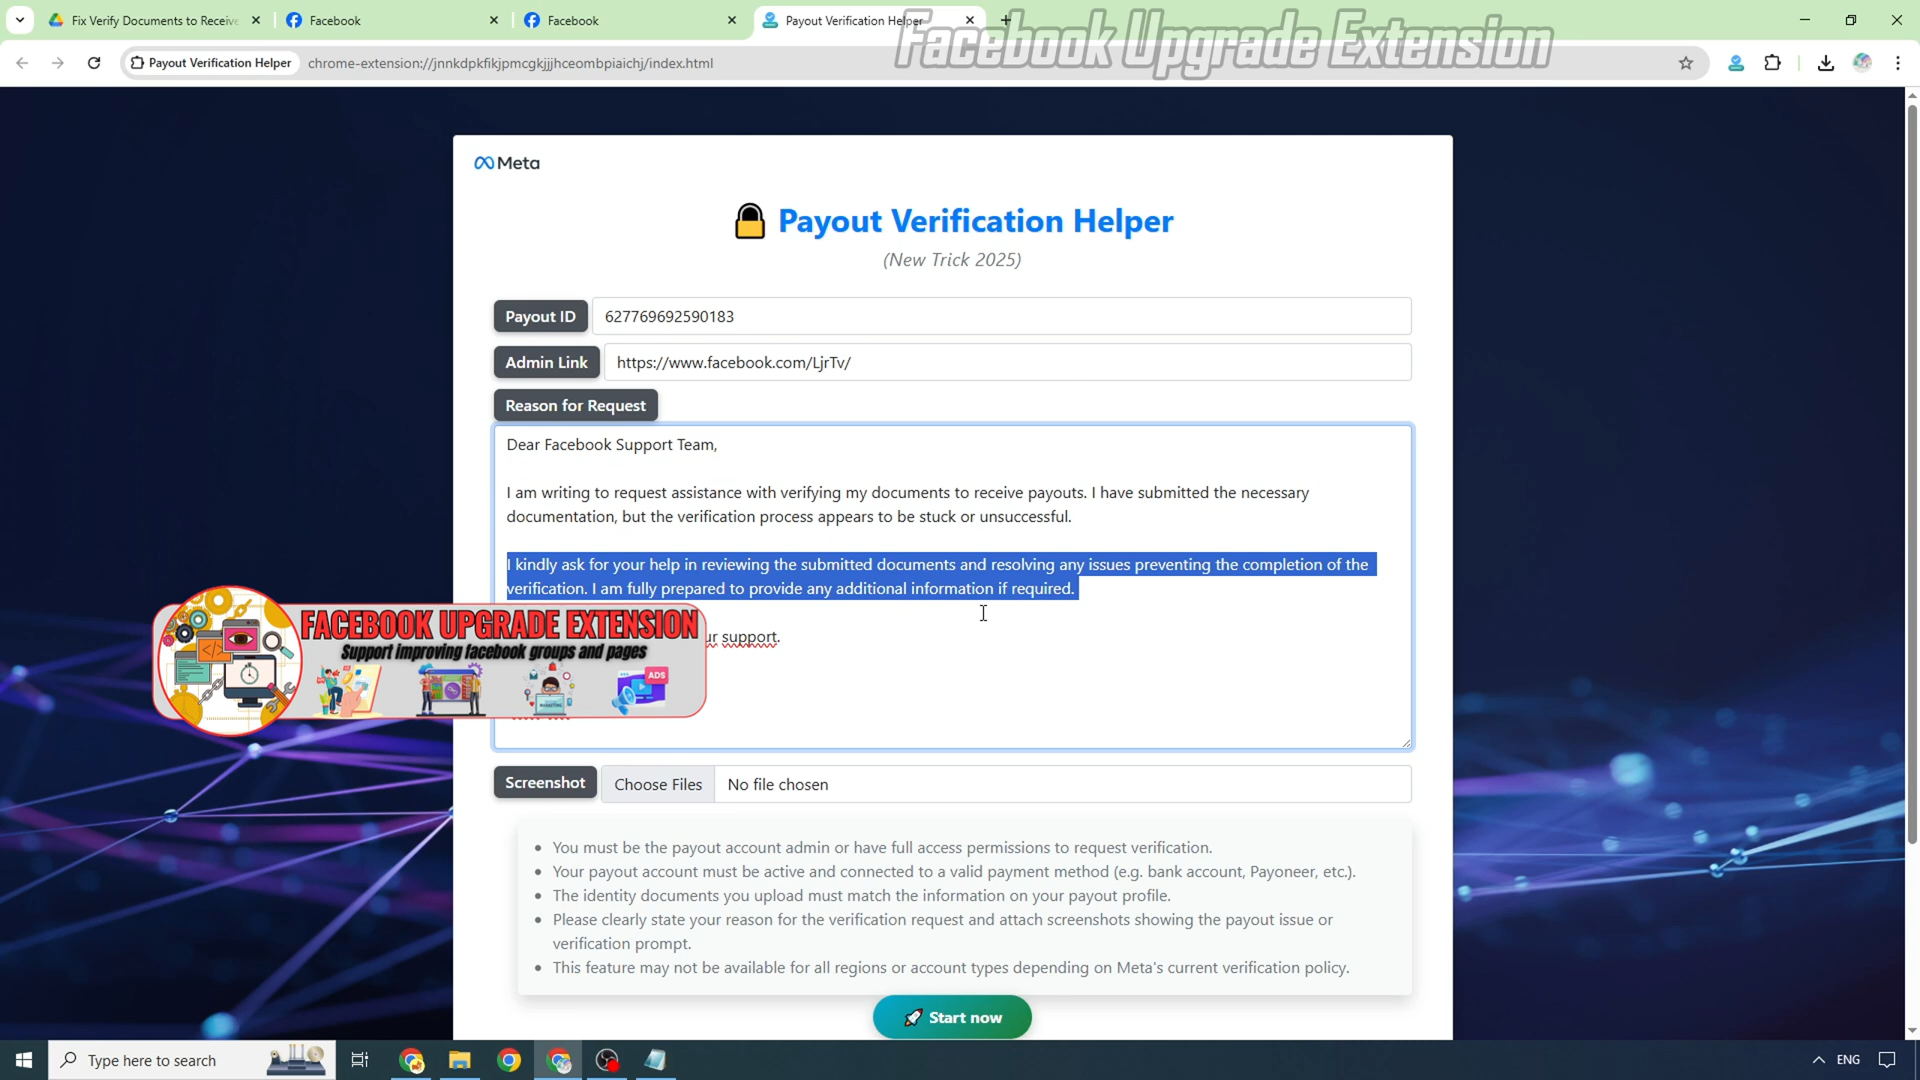 Fix Verify Documents to Receive
Facebook
Facebook
Payout Verification Helper
Facebook Upgrade Extension
Payout Verification Helper
chrome-extension://jnnkdpkfikjpmcgkjjjhceombpiaichj/index.html
Meta
Payout Verification Helper
(New Trick 2025)
Payout ID
627769692590183
Admin Link
https://www.facebook.com/LjrTv/
Reason for Request
Dear Facebook Support Team,
I am writing to request assistance with verifying my documents to receive payouts. I have submitted the necessary
documentation, but the verification process appears to be stuck or unsuccessful.
I kindly ask for your help in reviewing the submitted documents and resolving any issues preventing the completion of the
verification. I am fully prepared to provide any additional information if required.
support.
FACEBOOK UPGRADE EXTENSION
Support improving facebook groups and pages
ADS
MARKETING
Screenshot
Choose Files
No file chosen
• You must be the payout account admin or have full access permissions to request verification.
• Your payout account must be active and connected to a valid payment method (e.g. bank account, Payoneer, etc.).
• The identity documents you upload must match the information on your payout profile.
• Please clearly state your reason for the verification request and attach screenshots showing the payout issue or
verification prompt.
• This feature may not be available for all regions or account types depending on Meta's current verification policy.
Start now
Type here to search
ENG